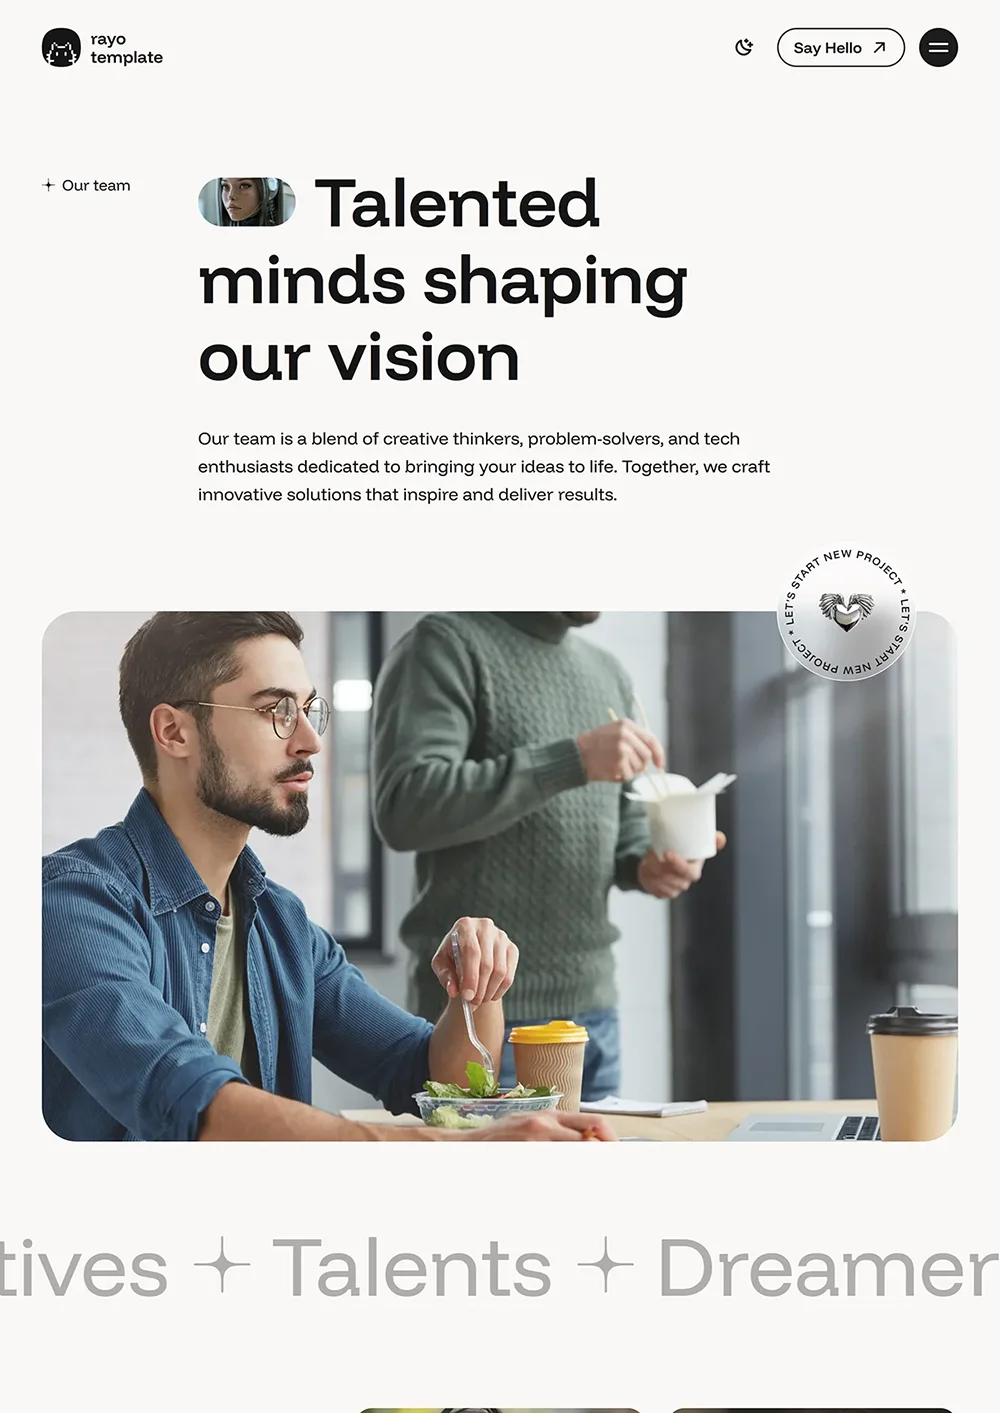 rayo
template
Say Hello
Our team
Talented
minds shaping
our vision
Our team is a blend of creative thinkers, problem-solvers, and tech
enthusiasts dedicated to bringing your ideas to life. Together, we craft
innovative solutions that inspire and deliver results.
LET'S START NEW PROJECT * LET'S START NEW PROJECT *
tives Talents Dreamer